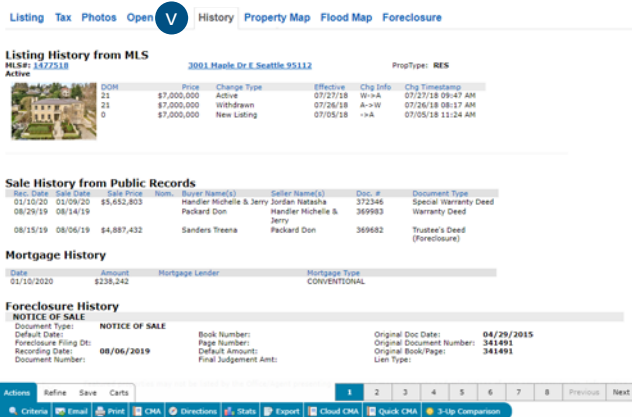 Listing Tax Photos Open V History Property Map Flood Map Foreclosure
Listing History from MLS
MLS#: 1477518 3001 Maple Dr E Seattle 95112 PropType: RES
Active
DOM Price Change Type Effective Chg Info Chg Timestamp
21 $7,000,000 Active 07/27/18 W->A 07/27/18 09:47 AM
21 $7,000,000 Withdrawn 07/26/18 A->W 07/26/18 08:17 AM
0 $7,000,000 New Listing 07/05/18 ->A 07/05/18 11:24 AM
Sale History from Public Records
Rec. Date Sale Date Sale Price Nom. Buyer Name(s) Seller Name(s) Doc. # Document Type
01/10/20 01/09/20 $5,652,803 Handler Michelle & Jerry Jordan Natasha 372346 Special Warranty Deed
08/29/19 08/14/19 Packard Don Handler Michelle & 369983 Warranty Deed
Jerry
08/15/19 08/06/19 $4,887,432 Sanders Treena Packard Don 369682 Trustee's Deed
(Foreclosure)
Mortgage History
Date Amount Mortgage Lender Mortgage Type
01/10/2020 $238,242 CONVENTIONAL
Foreclosure History
NOTICE OF SALE
Document Type: NOTICE OF SALE
Default Date: Book Number: Original Doc Date: 04/29/2015
Foreclosure Filing Dt: Page Number: Original Document Number: 341491
Recording Date: 08/06/2019 Default Amount: Original Book/Page: 341491
Document Number: Final Judgement Amt: Lien Type:
Actions Refine Save Carts 1 2 3 4 5 6 7 8 Previous Next
Criteria Email Print CMA Directions Stats Export Cloud CMA Quick CMA 3-Up Comparison